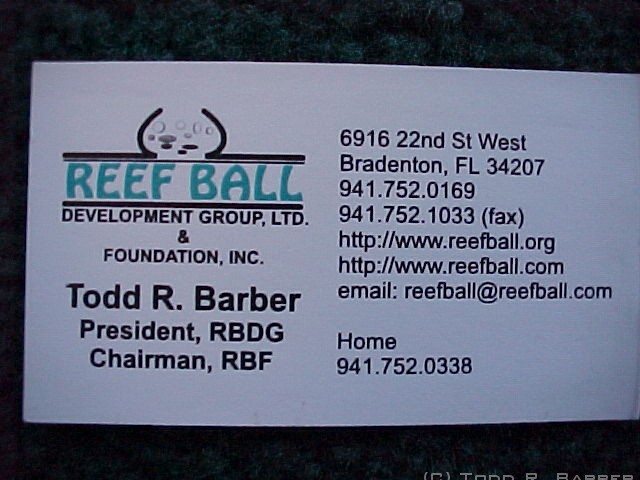 REEF BALL
DEVELOPMENT GROUP, LTD.
&
FOUNDATION, INC.
Todd R. Barber
President, RBDG
Chairman, RBF
6916 22nd St West
Bradenton, FL 34207
941.752.0169
941.752.1033 (fax)
http://www.reefball.org
http://www.reefball.com
email: reefball@reefball.com
Home
941.752.0338
(C) Todd R. Barber